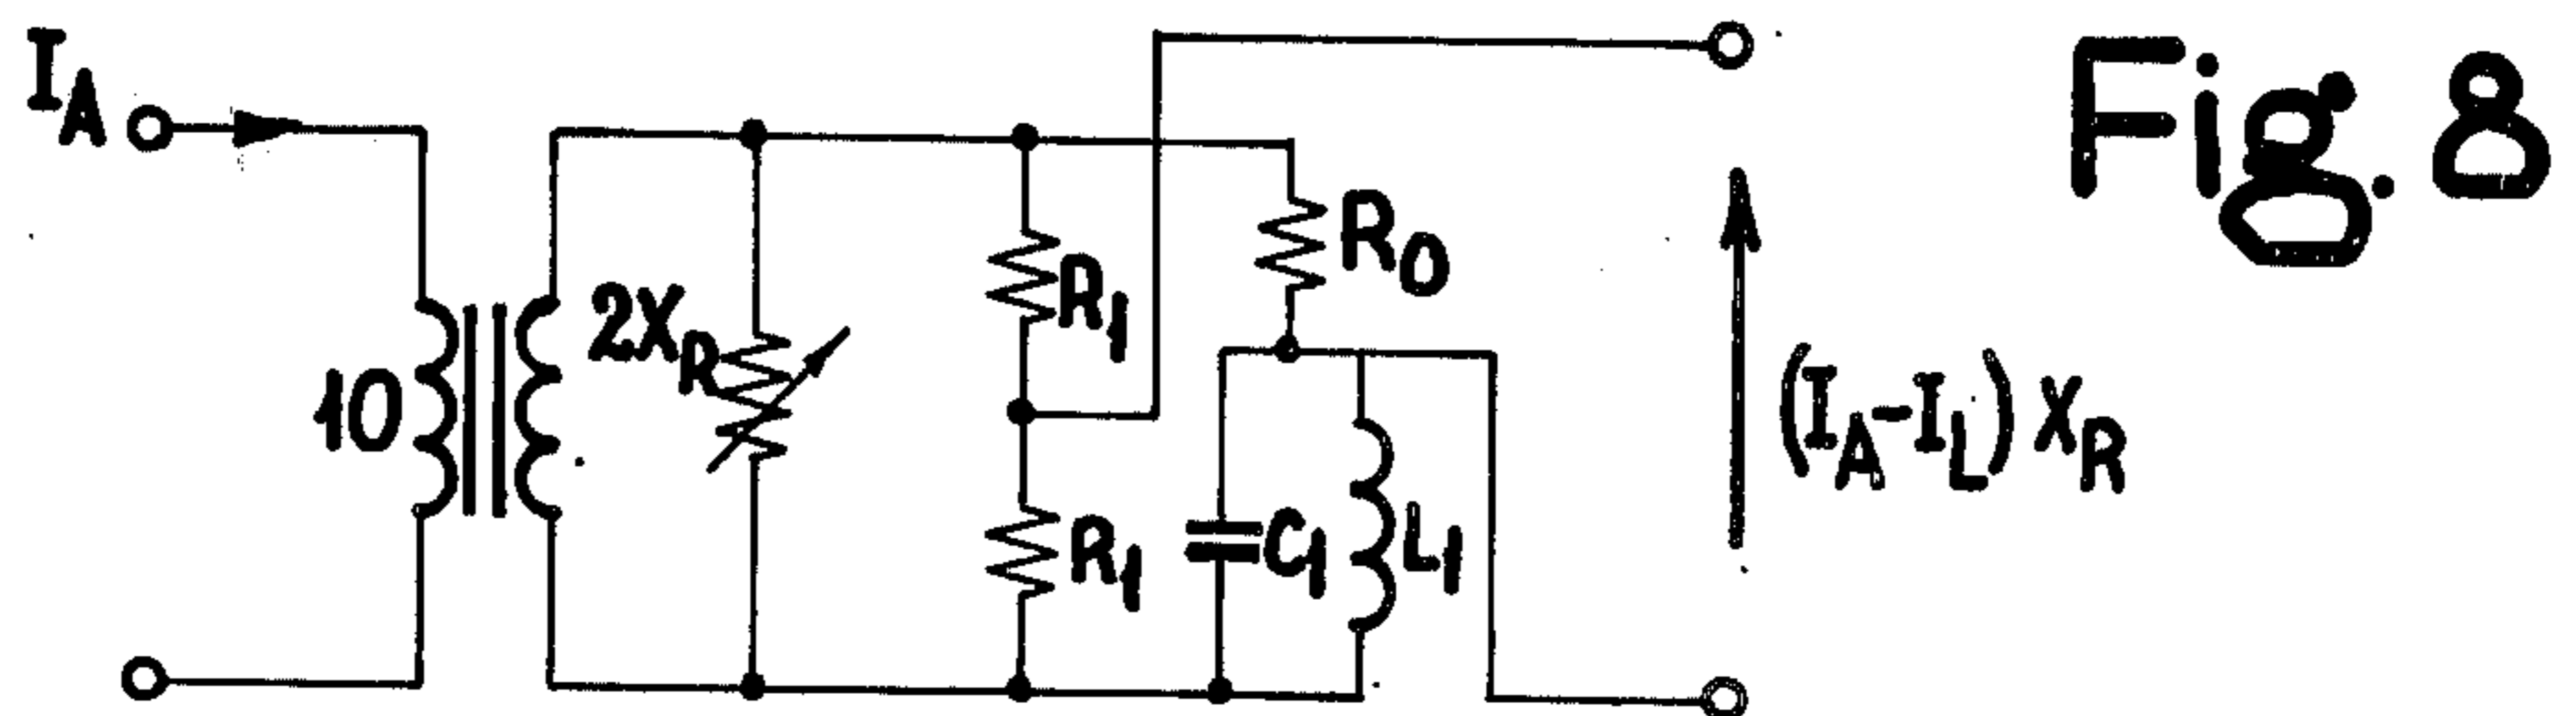 I_A
Fig. 8
10
2X_R
R_1
R_0
(I_A-I_L) X_R
R_1
C_1
L_1